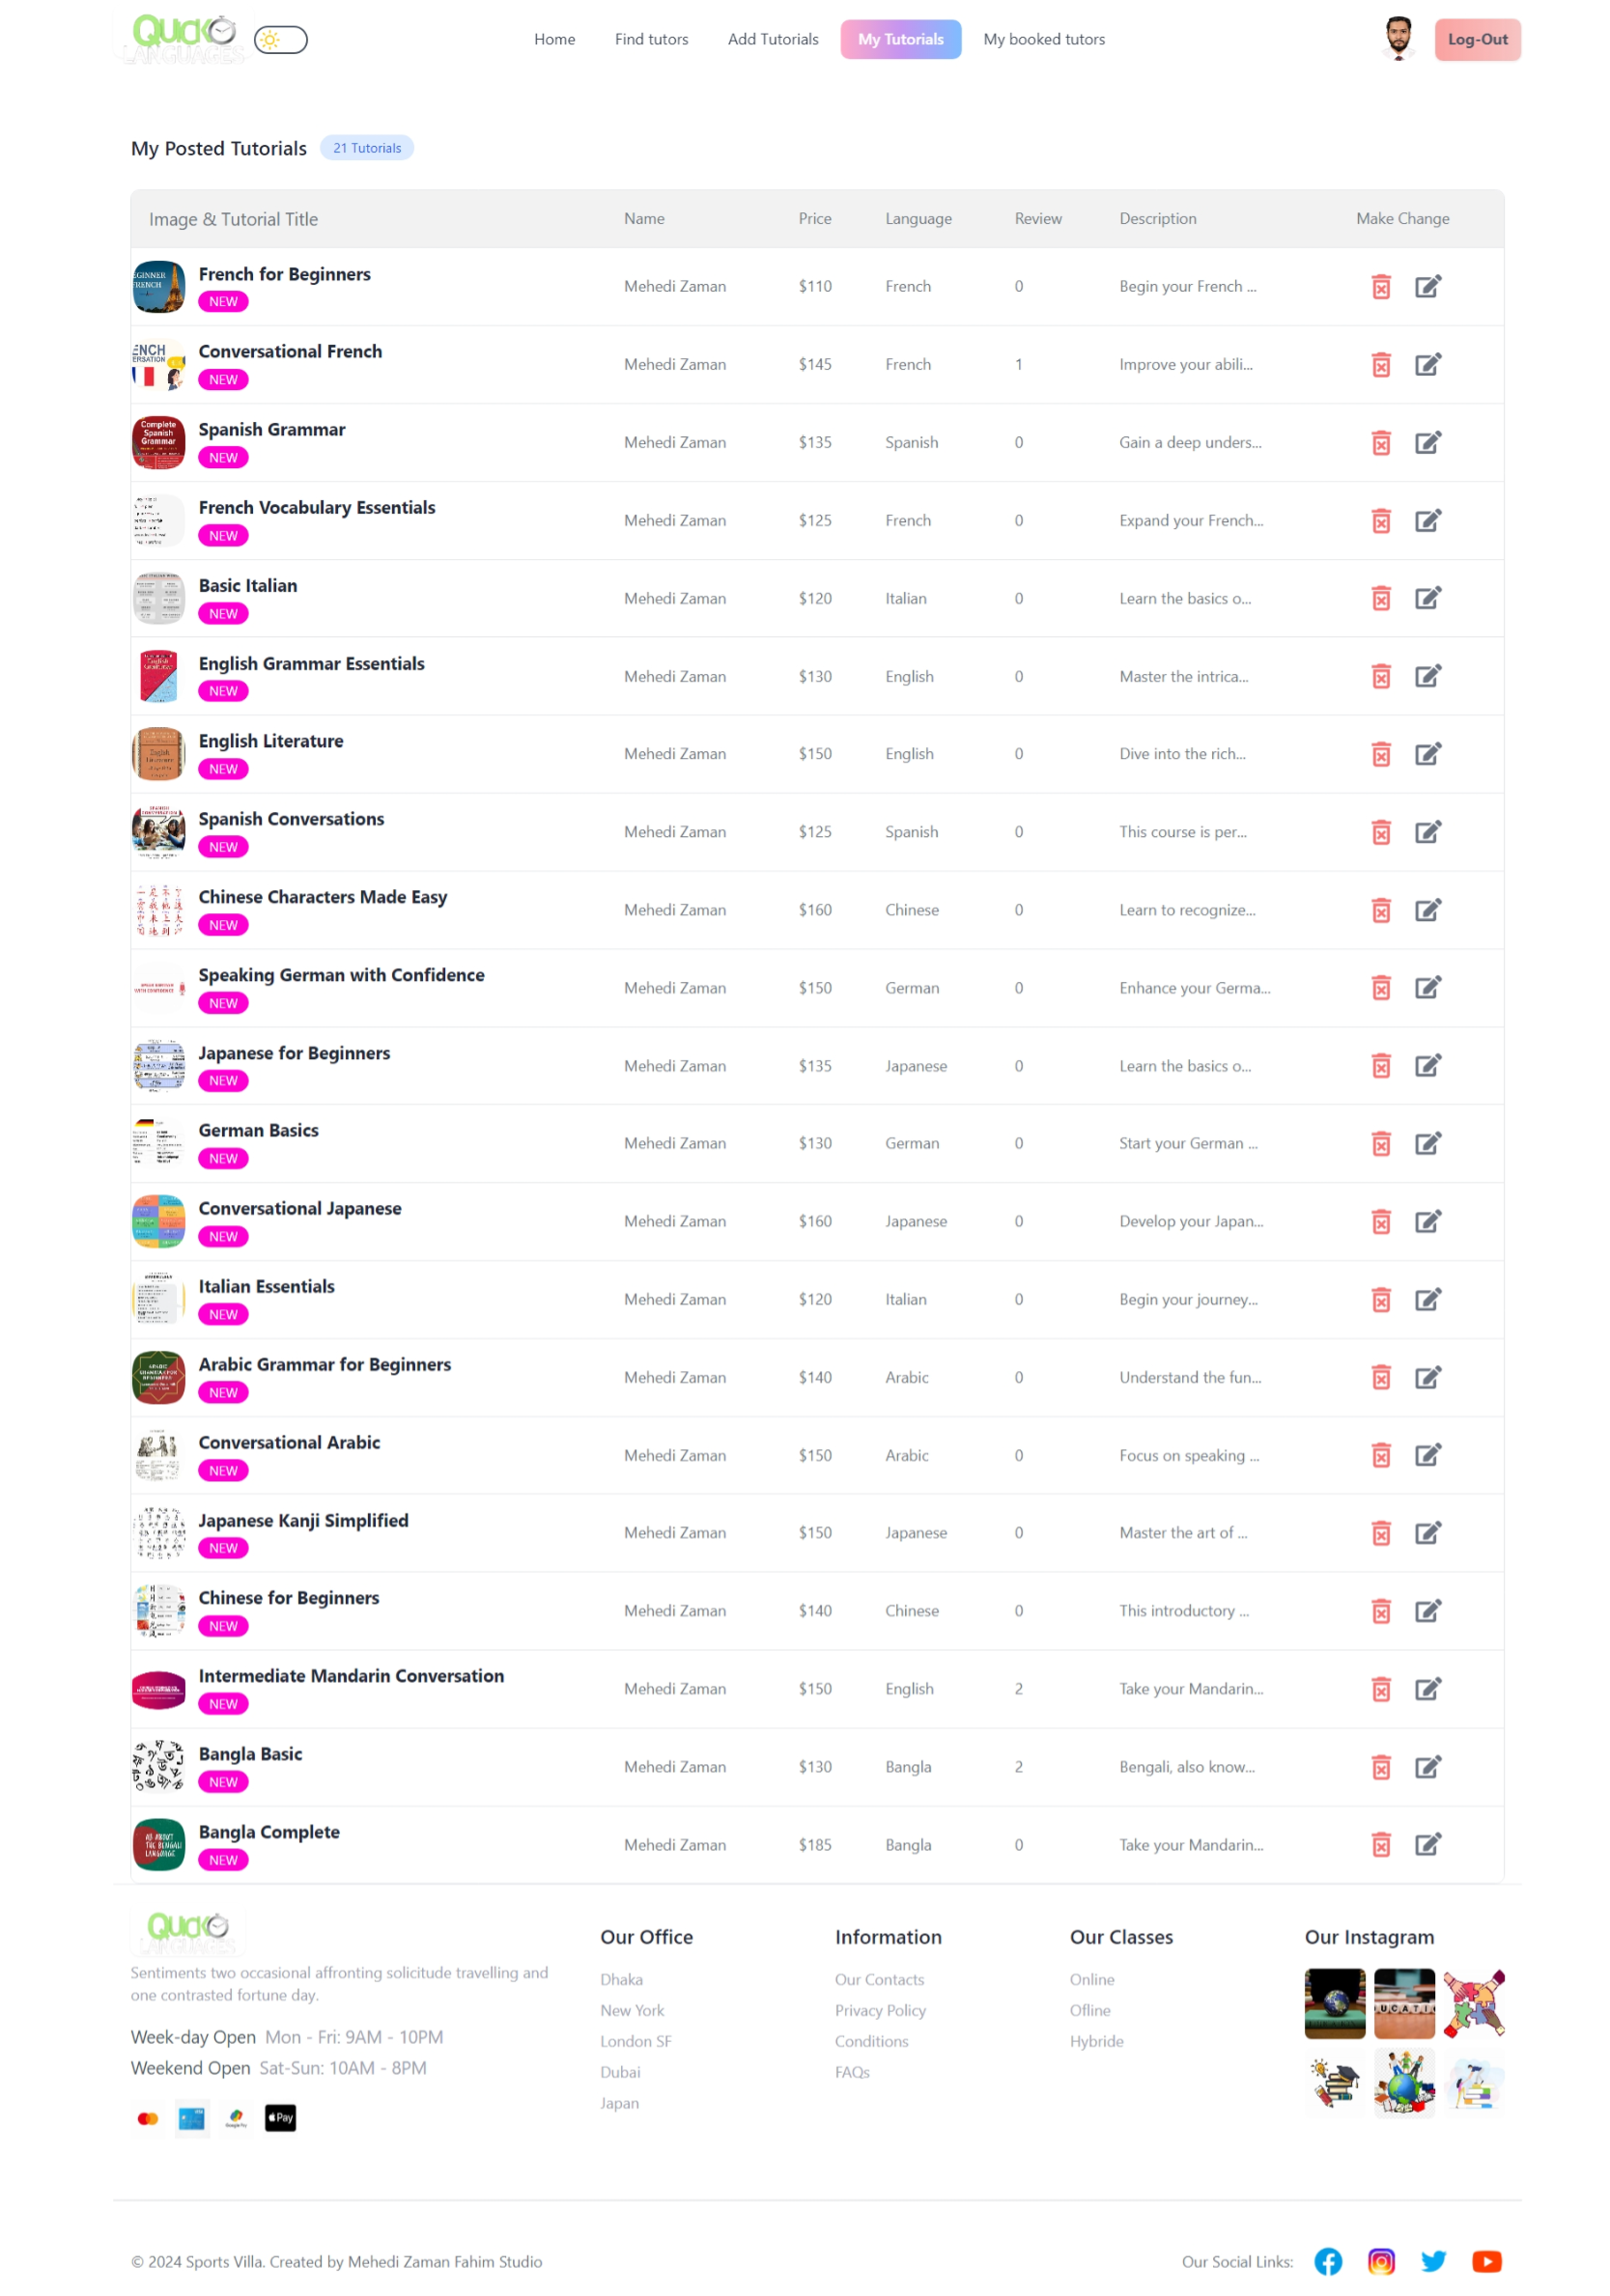 Quick
LANGUAGES
Home
Find tutors
Add Tutorials
My Tutorials
My booked tutors
Log-Out
My Posted Tutorials
21 Tutorials
Image & Tutorial Title Name Price Language Review Description Make Change
French for Beginners
NEW
Mehedi Zaman $110 French 0 Begin your French ...
Conversational French
NEW
Mehedi Zaman $145 French 1 Improve your abili...
Complete
Spanish
Grammar
Spanish Grammar
NEW
Mehedi Zaman $135 Spanish 0 Gain a deep unders...
French Vocabulary Essentials
NEW
Mehedi Zaman $125 French 0 Expand your French...
Basic Italian
NEW
Mehedi Zaman $120 Italian 0 Learn the basics o...
English Grammar Essentials
NEW
Mehedi Zaman $130 English 0 Master the intrica...
English Literature
NEW
Mehedi Zaman $150 English 0 Dive into the rich...
Spanish Conversations
NEW
Mehedi Zaman $125 Spanish 0 This course is per...
Chinese Characters Made Easy
NEW
Mehedi Zaman $160 Chinese 0 Learn to recognize...
Speaking German with Confidence
NEW
Mehedi Zaman $150 German 0 Enhance your Germa...
Japanese for Beginners
NEW
Mehedi Zaman $135 Japanese 0 Learn the basics o...
German Basics
NEW
Mehedi Zaman $130 German 0 Start your German ...
Conversational Japanese
NEW
Mehedi Zaman $160 Japanese 0 Develop your Japan...
Italian Essentials
NEW
Mehedi Zaman $120 Italian 0 Begin your journey...
Arabic Grammar for Beginners
NEW
Mehedi Zaman $140 Arabic 0 Understand the fun...
Conversational Arabic
NEW
Mehedi Zaman $150 Arabic 0 Focus on speaking ...
Japanese Kanji Simplified
NEW
Mehedi Zaman $150 Japanese 0 Master the art of ...
Chinese for Beginners
NEW
Mehedi Zaman $140 Chinese 0 This introductory ...
Intermediate Mandarin Conversation
NEW
Mehedi Zaman $150 English 2 Take your Mandarin...
Bangla Basic
NEW
Mehedi Zaman $130 Bangla 2 Bengali, also know...
Bangla Complete
NEW
Mehedi Zaman $185 Bangla 0 Take your Mandarin...
Quick
LANGUAGES
Sentiments two occasional affronting solicitude travelling and
one contrasted fortune day.
Week-day Open Mon - Fri: 9AM - 10PM
Weekend Open Sat-Sun: 10AM - 8PM
Pay
Our Office
Dhaka
New York
London SF
Dubai
Japan
Information
Our Contacts
Privacy Policy
Conditions
FAQs
Our Classes
Online
Ofline
Hybride
Our Instagram
© 2024 Sports Villa. Created by Mehedi Zaman Fahim Studio
Our Social Links: